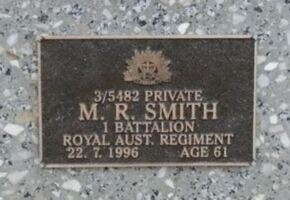 3/5482 PRIVATE
M. R. SMITH
1 BATTALION
ROYAL AUST. REGIMENT
22. 7. 1996 AGE 61